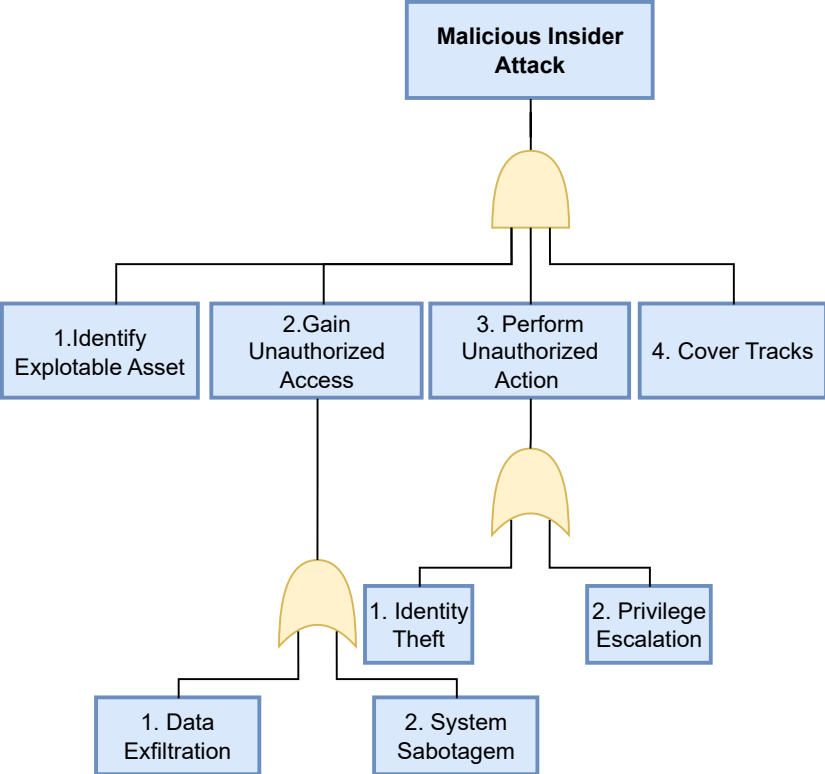 Malicious Insider
Attack
1.Identify
Explotable Asset
2.Gain
Unauthorized
Access
3. Perform
Unauthorized
Action
4. Cover Tracks
1. Identity
Theft
2. Privilege
Escalation
1. Data
Exfiltration
2. System
Sabotagem